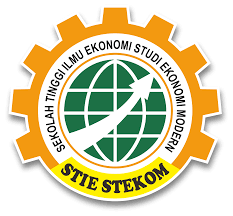 SEKOLAH TINGGI ILMU EKONOMI STUDI EKONOMI MODERN
STIE STEKOM